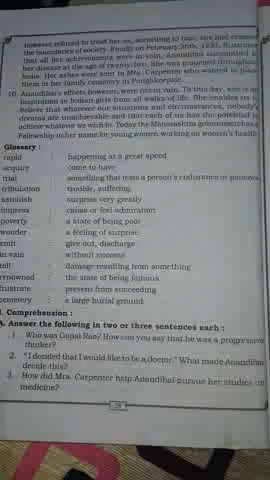 however refused to treat her as, according to him, she had crossed
the boundaries of society. Finally on February 26th, 1887, frustrated
that all her achievements were in vain, Anandibai succumbed to
her disease at the age of twenty-two. She was mourned throughout
India. Her ashes were sent to Mrs. Carpenter who wanted to place
them in her family cemetery in Poughkeepsie.
Anandibai's efforts however, were not in vain. To this day, she is an
inspiration to Indian girls from all walks of life. She enables us to
believe that whatever our situations and circumstances, nobody's
dreams are unachievable and that each of us has the potential to
achieve whatever we wish to. Today the Maharashtra government has a
Fellowship in her name for young women working on women's health
Glossary :
rapid : happening at a great speed
acquire : come to have
trial : something that tests a person's endurance or patience
tribulation : trouble, suffering
astonish : surprise very greatly
impress : cause or feel admiration
poverty : a state of being poor
wonder : a feeling of surprise
emit : give out, discharge
in vain : without success
toll : damage resulting from something
renowned : the state of being famous
frustrate : prevent from succeeding
cemetery : a large burial ground
I. Comprehension :
A. Answer the following in two or three sentences each :
1. Who was Gopal Rao? How can you say that he was a progressive
thinker?
2. "I decided that I would like to be a doctor." What made Anandibai
decide this?
3. How did Mrs. Carpenter help Anandibai pursue her studies in
medicine?